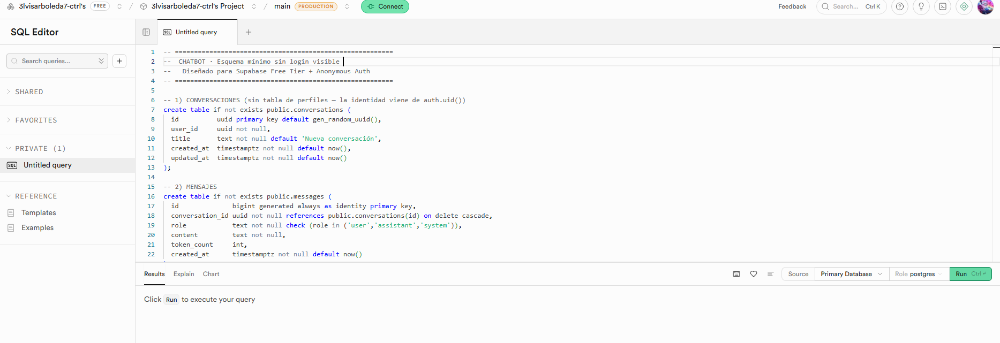 3lvisarboleda7-ctrl's FREE / 3lvisarboleda7-ctrl's Project / main PRODUCTION Connect Feedback Search... Ctrl K
SQL Editor
Untitled query
Search queries...
SHARED
FAVORITES
PRIVATE (1)
Untitled query
REFERENCE
Templates
Examples
1 -- =========================================================
2 --  CHATBOT · Esquema mínimo sin login visible
3 --   Diseñado para Supabase Free Tier + Anonymous Auth
4 -- =========================================================
5
6 -- 1) CONVERSACIONES (sin tabla de perfiles — la identidad viene de auth.uid())
7 create table if not exists public.conversations (
8   id          uuid primary key default gen_random_uuid(),
9   user_id     uuid not null,
10   title       text not null default 'Nueva conversación',
11   created_at  timestamptz not null default now(),
12   updated_at  timestamptz not null default now()
13 );
14
15 -- 2) MENSAJES
16 create table if not exists public.messages (
17   id              bigint generated always as identity primary key,
18   conversation_id uuid not null references public.conversations(id) on delete cascade,
19   role            text not null check (role in ('user','assistant','system')),
20   content         text not null,
21   token_count     int,
22   created_at      timestamptz not null default now()
Results Explain Chart Source Primary Database Role postgres Run Ctrl ↵
Click Run to execute your query